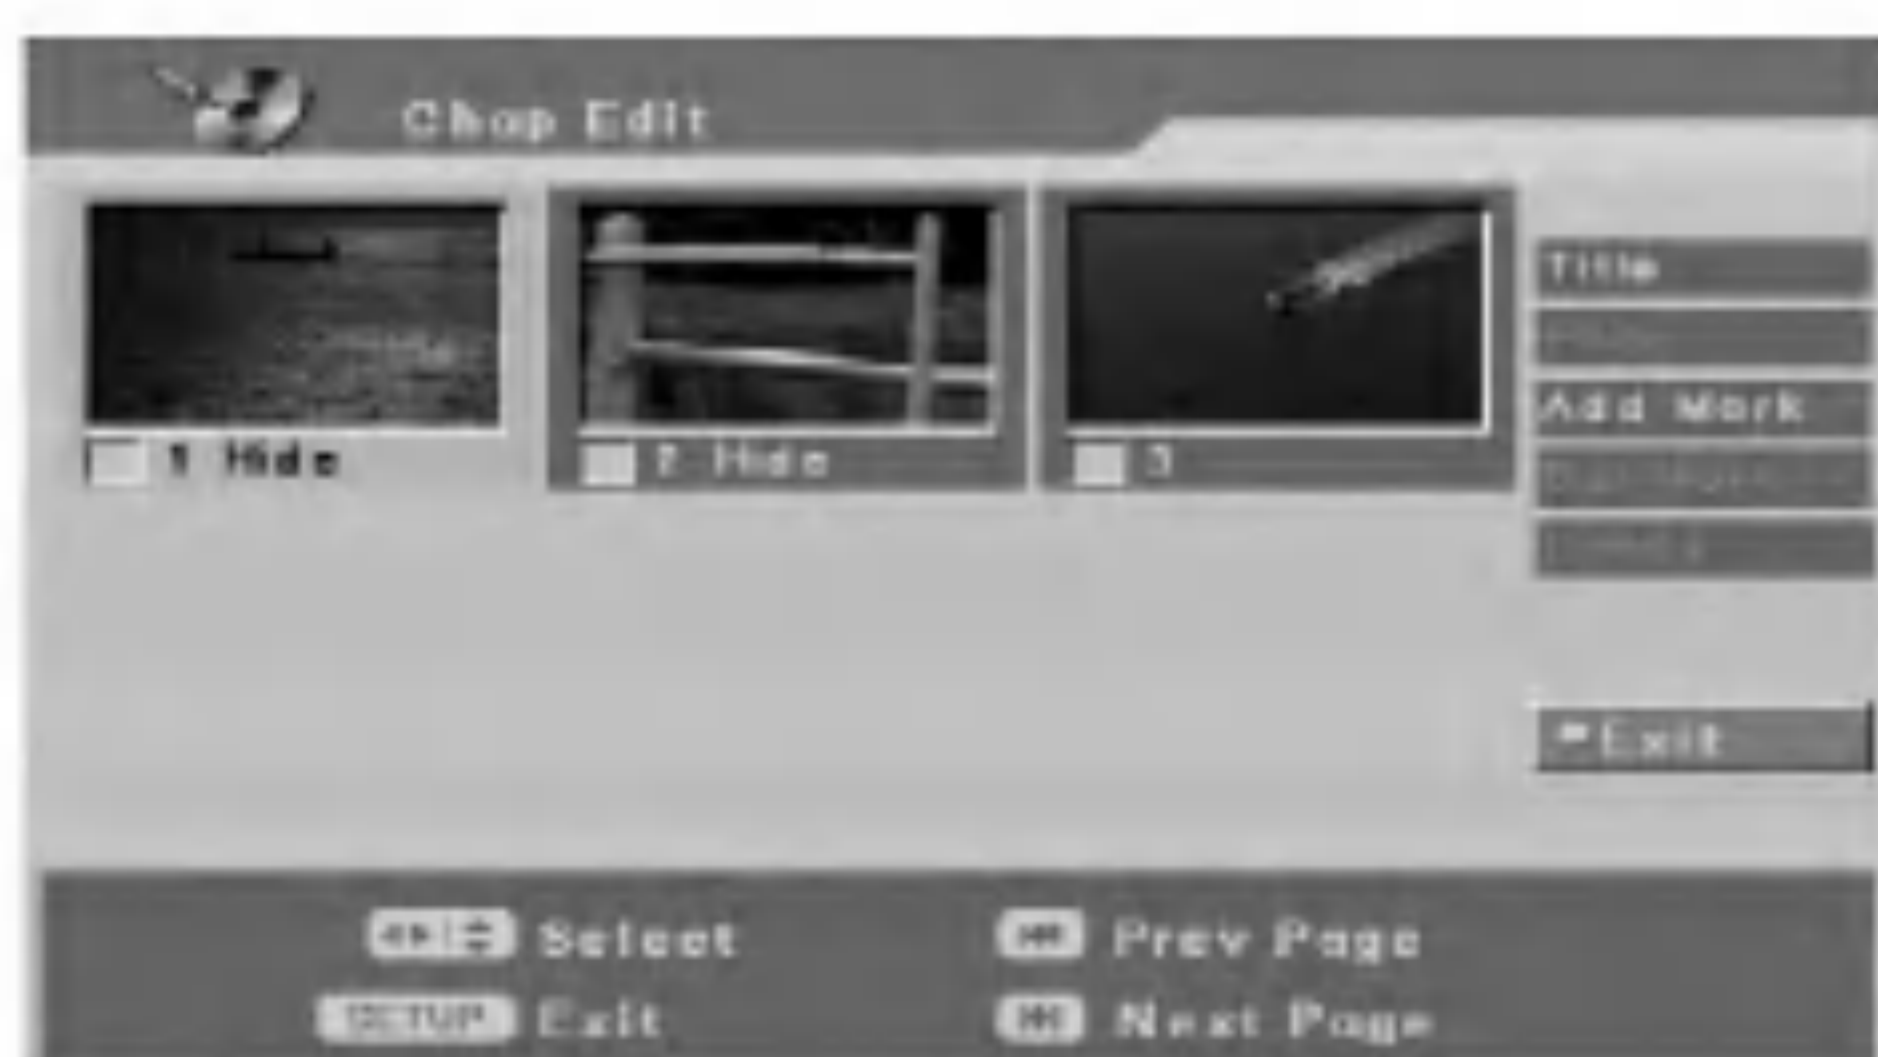 Chap Edit
1 Hide
2 Hide
3
Title
Add Mark
Exit
Select
Prev Page
SETUP Exit
Next Page